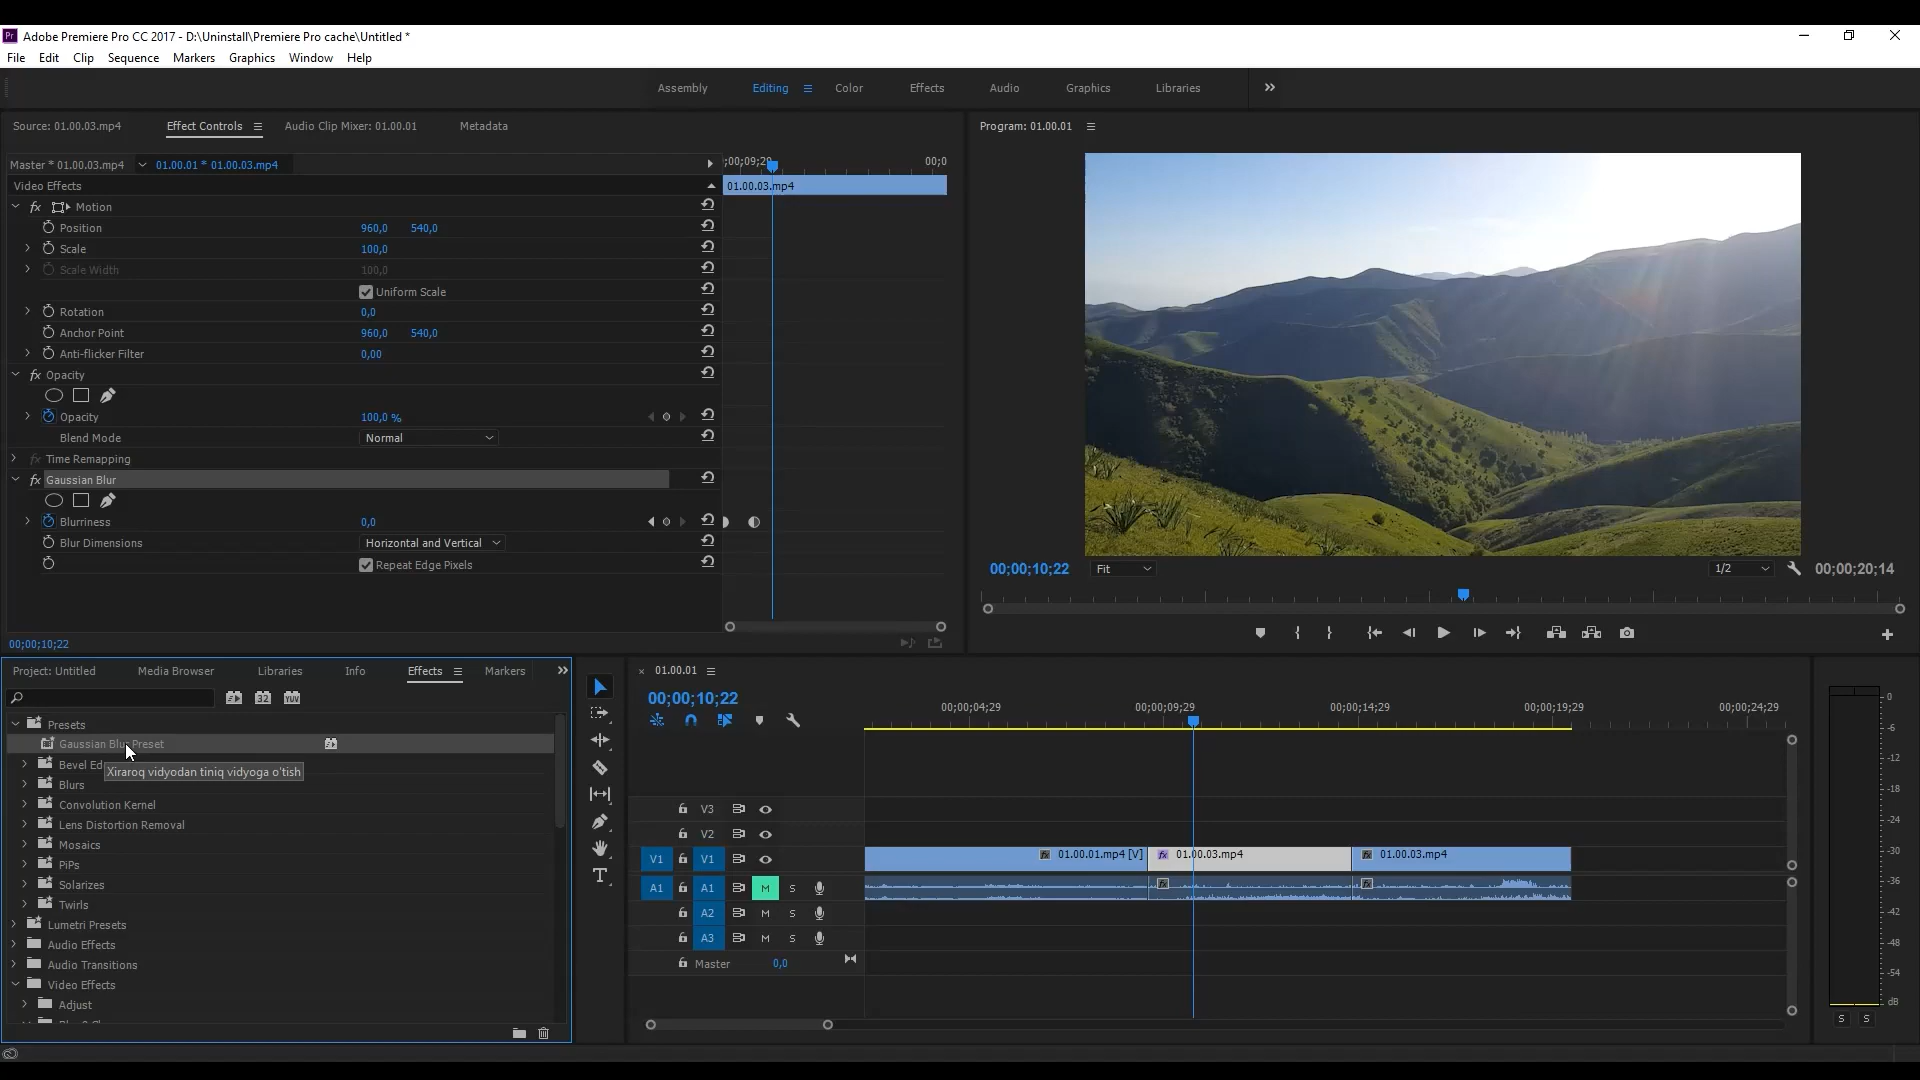 Adobe Premiere Pro CC 2017 - D:\Uninstall\Premiere Pro cache\Untitled *
File Edit Clip Sequence Markers Graphics Window Help
Assembly Editing Color Effects Audio Graphics Libraries
Source: 01.00.03.mp4 Effect Controls Audio Clip Mixer: 01.00.01 Metadata
Program: 01.00.01
Master * 01.00.03.mp4 01.00.01 * 01.00.03.mp4
;00;09;29 00;0
Video Effects
01.00.03.mp4
fx Motion
Position 960,0 540,0
Scale 100,0
Scale Width 100,0
Uniform Scale
Rotation 0,0
Anchor Point 960,0 540,0
Anti-flicker Filter 0,00
fx Opacity
Opacity 100,0 %
Blend Mode Normal
fx Time Remapping
fx Gaussian Blur
Blurriness 0,0
Blur Dimensions Horizontal and Vertical
Repeat Edge Pixels
00;00;10;22
00;00;10;22 Fit 1/2 00;00;20;14
Project: Untitled Media Browser Libraries Info Effects Markers
32 YUV
Presets
Gaussian Blur Preset
Bevel Ed
Xiraroq vidyodan tiniq vidyoga o'tish
Blurs
Convolution Kernel
Lens Distortion Removal
Mosaics
PiPs
Solarizes
Twirls
Lumetri Presets
Audio Effects
Audio Transitions
Video Effects
Adjust
× 01.00.01
00;00;10;22
00;00;04;29 00;00;09;29 00;00;14;29 00;00;19;29 00;00;24;29
V3
V2
V1 V1
fx 01.00.01.mp4 [V] fx 01.00.03.mp4 fx 01.00.03.mp4
A1 A1 M S
fx fx
A2 M S
A3 M S
Master 0,0
0
-6
-12
-18
-24
-30
-36
-42
-48
-54
dB
S S